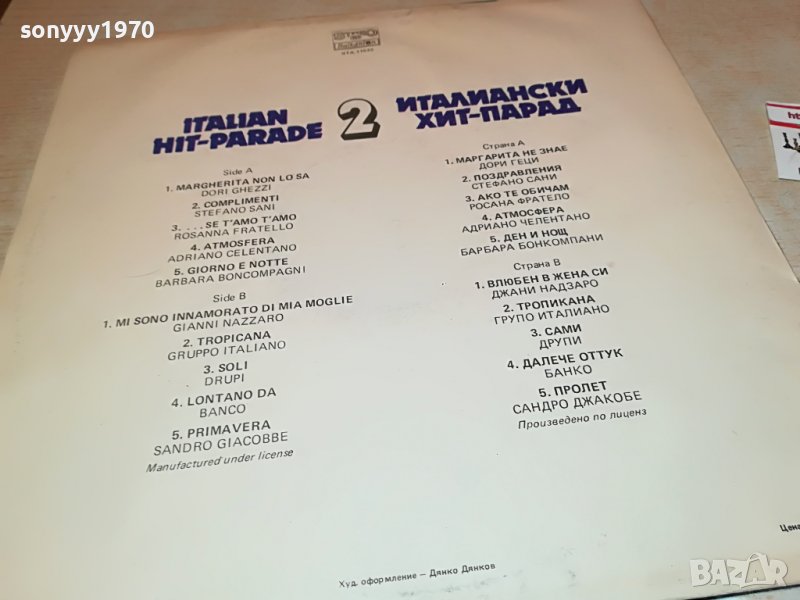 sonyyy1970
STEREO
Balkanton
ITALIAN
HIT-PARADE
2
ИТАЛИАНСКИ
ХИТ-ПАРАД
Side A
1. MARGHERITA NON LO SA
DORI GHEZZI
2. COMPLIMENTI
STEFANO SANI
3. ...SE T'AMO T'AMO
ROSANNA FRATELLO
4. ATMOSFERA
ADRIANO CELENTANO
5. GIORNO E NOTTE
BARBARA BONCOMPAGNI
Side B
1. MI SONO INNAMORATO DI MIA MOGLIE
GIANNI NAZZARO
2. TROPICANA
GRUPPO ITALIANO
3. SOLI
DRUPI
4. LONTANO DA
BANCO
5. PRIMAVERA
SANDRO GIACOBBE
Manufactured under license
Страна А
1. МАРГАРИТА НЕ ЗНАЕ
ДОРИ ГЕЦИ
2. ПОЗДРАВЛЕНИЯ
СТЕФАНО САНИ
3. АКО ТЕ ОБИЧАМ
РОСАНА ФРАТЕЛО
4. АТМОСФЕРА
АДРИАНО ЧЕЛЕНТАНО
5. ДЕН И НОЩ
БАРБАРА БОНКОМПАНИ
Страна В
1. ВЛЮБЕН В ЖЕНА СИ
ДЖАНИ НАДЗАРО
2. ТРОПИКАНА
ГРУПО ИТАЛИАНО
3. САМИ
ДРУПИ
4. ДАЛЕЧЕ ОТТУК
БАНКО
5. ПРОЛЕТ
САНДРО ДЖАКОБЕ
Произведено по лиценз
Худ. оформление — Дянко Дянков
Цена
ht
BAZAR